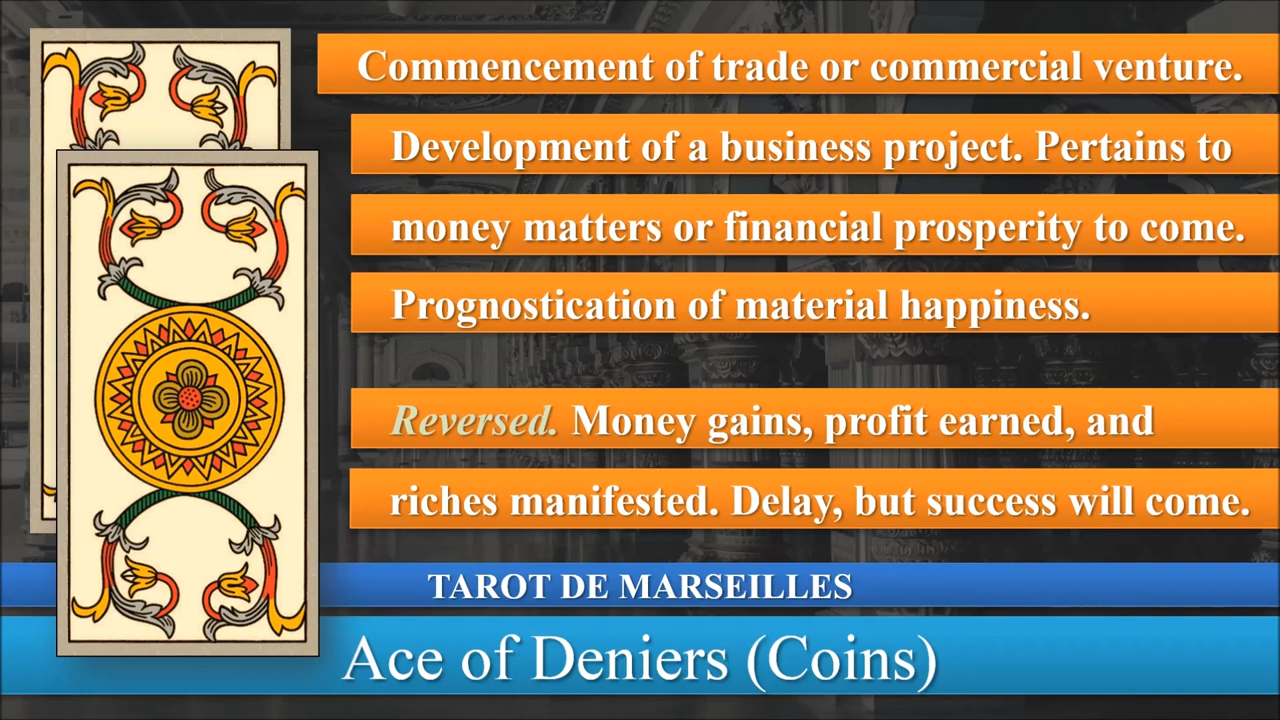 Commencement of trade or commercial venture.
Development of a business project. Pertains to
money matters or financial prosperity to come.
Prognostication of material happiness.
Reversed. Money gains, profit earned, and
riches manifested. Delay, but success will come.
TAROT DE MARSEILLES
Ace of Deniers (Coins)